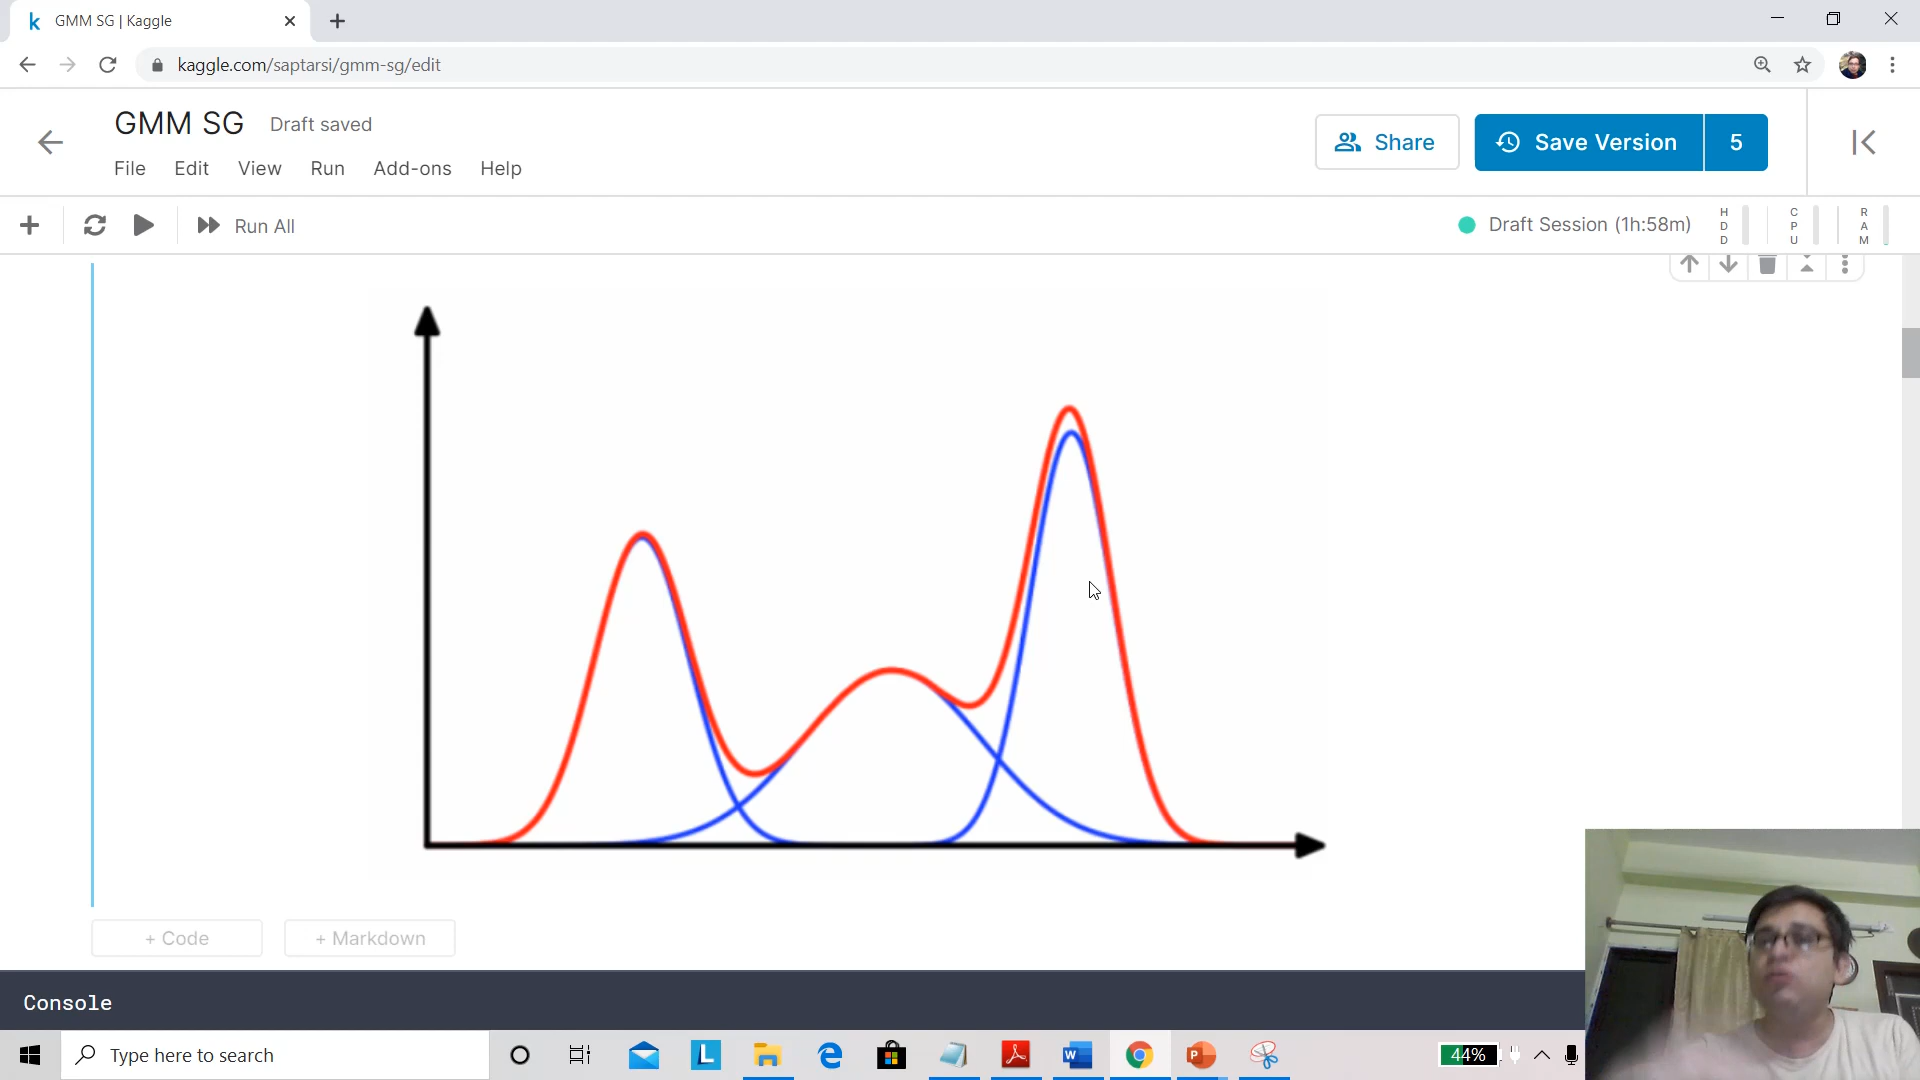 GMM SG | Kaggle
kaggle.com/saptarsi/gmm-sg/edit
GMM SG Draft saved
Share
Save Version 5
File Edit View Run Add-ons Help
Run All
Draft Session (1h:58m)
HDD
CPU
RAM
+ Code
+ Markdown
Console
Type here to search
44%